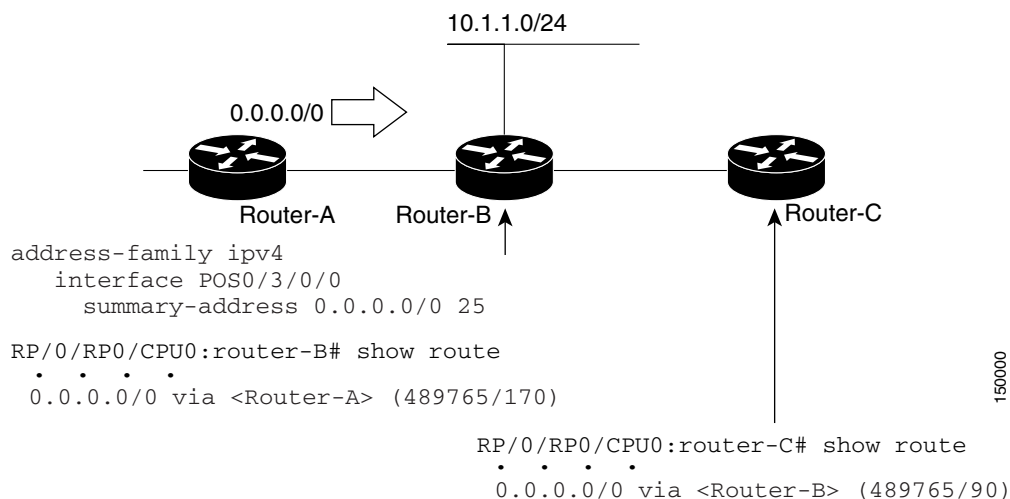 10.1.1.0/24
0.0.0.0/0
Router-A
Router-B
Router-C
address-family ipv4
interface POS0/3/0/0
summary-address 0.0.0.0/0 25
RP/0/RP0/CPU0:router-B# show route
. . . .
0.0.0.0/0 via <Router-A> (489765/170)
150000
RP/0/RP0/CPU0:router-C# show route
. . . .
0.0.0.0/0 via <Router-B> (489765/90)